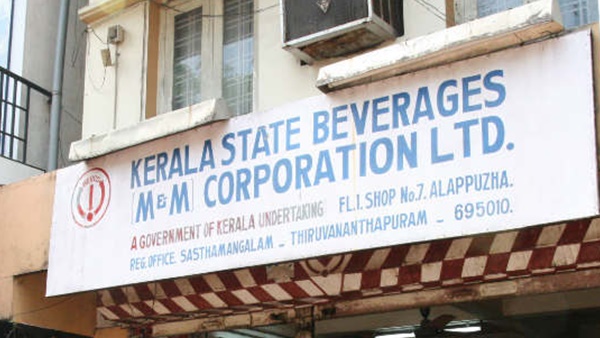 KERALA STATE BEVERAGES
[M&M] CORPORATION LTD.
A GOVERNMENT OF KERALA UNDERTAKING FL.1. SHOP No.7. ALAPPUZHA.
REG. OFFICE. SASTHAMANGALAM - THIRUVANANTHAPURAM - 695010.